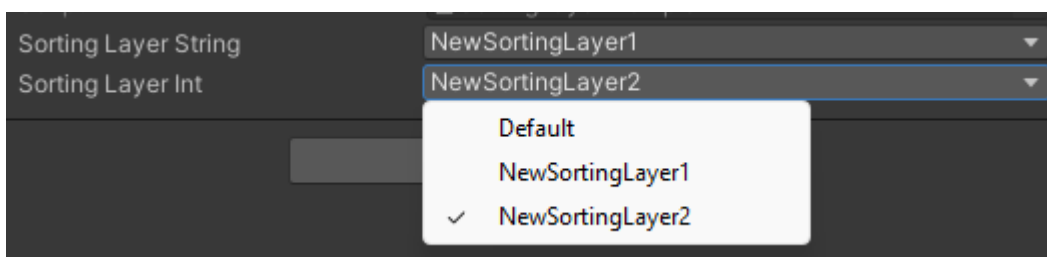 Sorting Layer String NewSortingLayer1
Sorting Layer Int NewSortingLayer2
Default
NewSortingLayer1
NewSortingLayer2